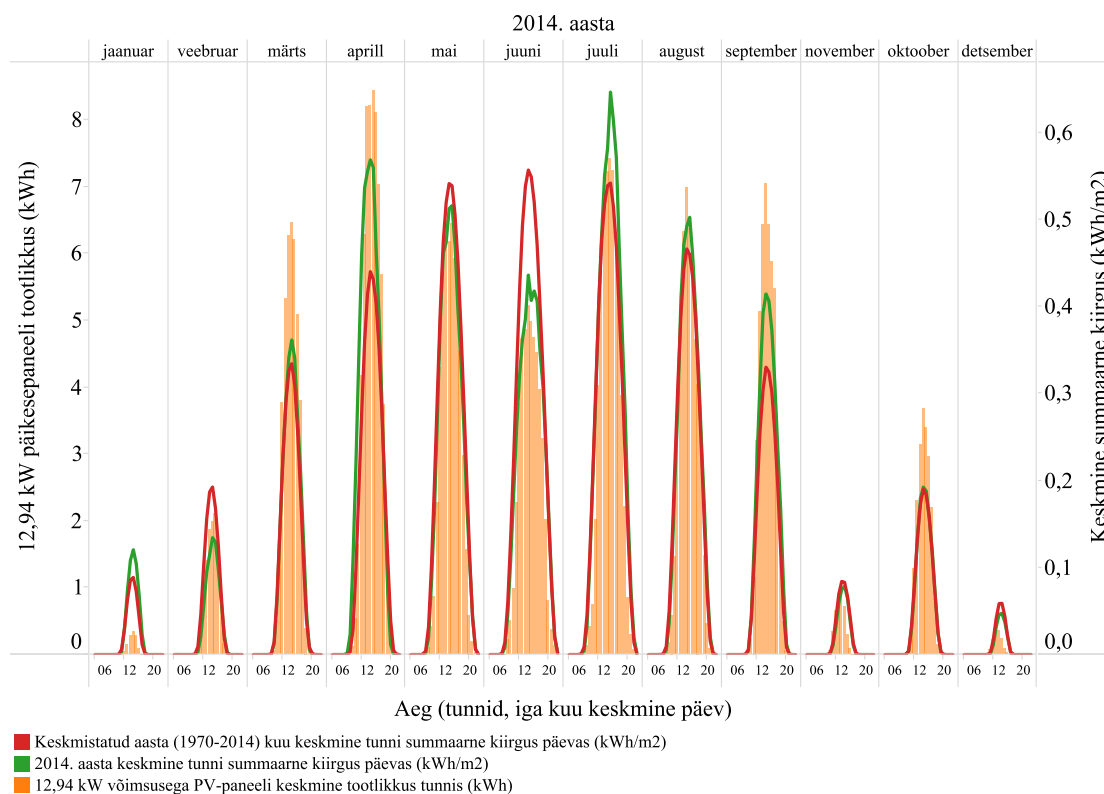 2014. aasta
jaanuar veebruar märts aprill mai juuni juuli august september november oktoober detsember
12,94 kW päikesepaneeli tootlikkus (kWh)
8
7
6
5
4
3
2
1
0
0,6
0,5
0,4
0,3
0,2
0,1
0,0
Keskmine summaarne kiirgus (kWh/m2)
06 12 20 06 12 20 06 12 20 06 12 20 06 12 20 06 12 20 06 12 20 06 12 20 06 12 20 06 12 20 06 12 20 06 12 20
Aeg (tunnid, iga kuu keskmine päev)
Keskmistatud aasta (1970-2014) kuu keskmine tunni summaarne kiirgus päevas (kWh/m2)
2014. aasta keskmine tunni summaarne kiirgus päevas (kWh/m2)
12,94 kW võimsusega PV-paneeli keskmine tootlikkus tunnis (kWh)